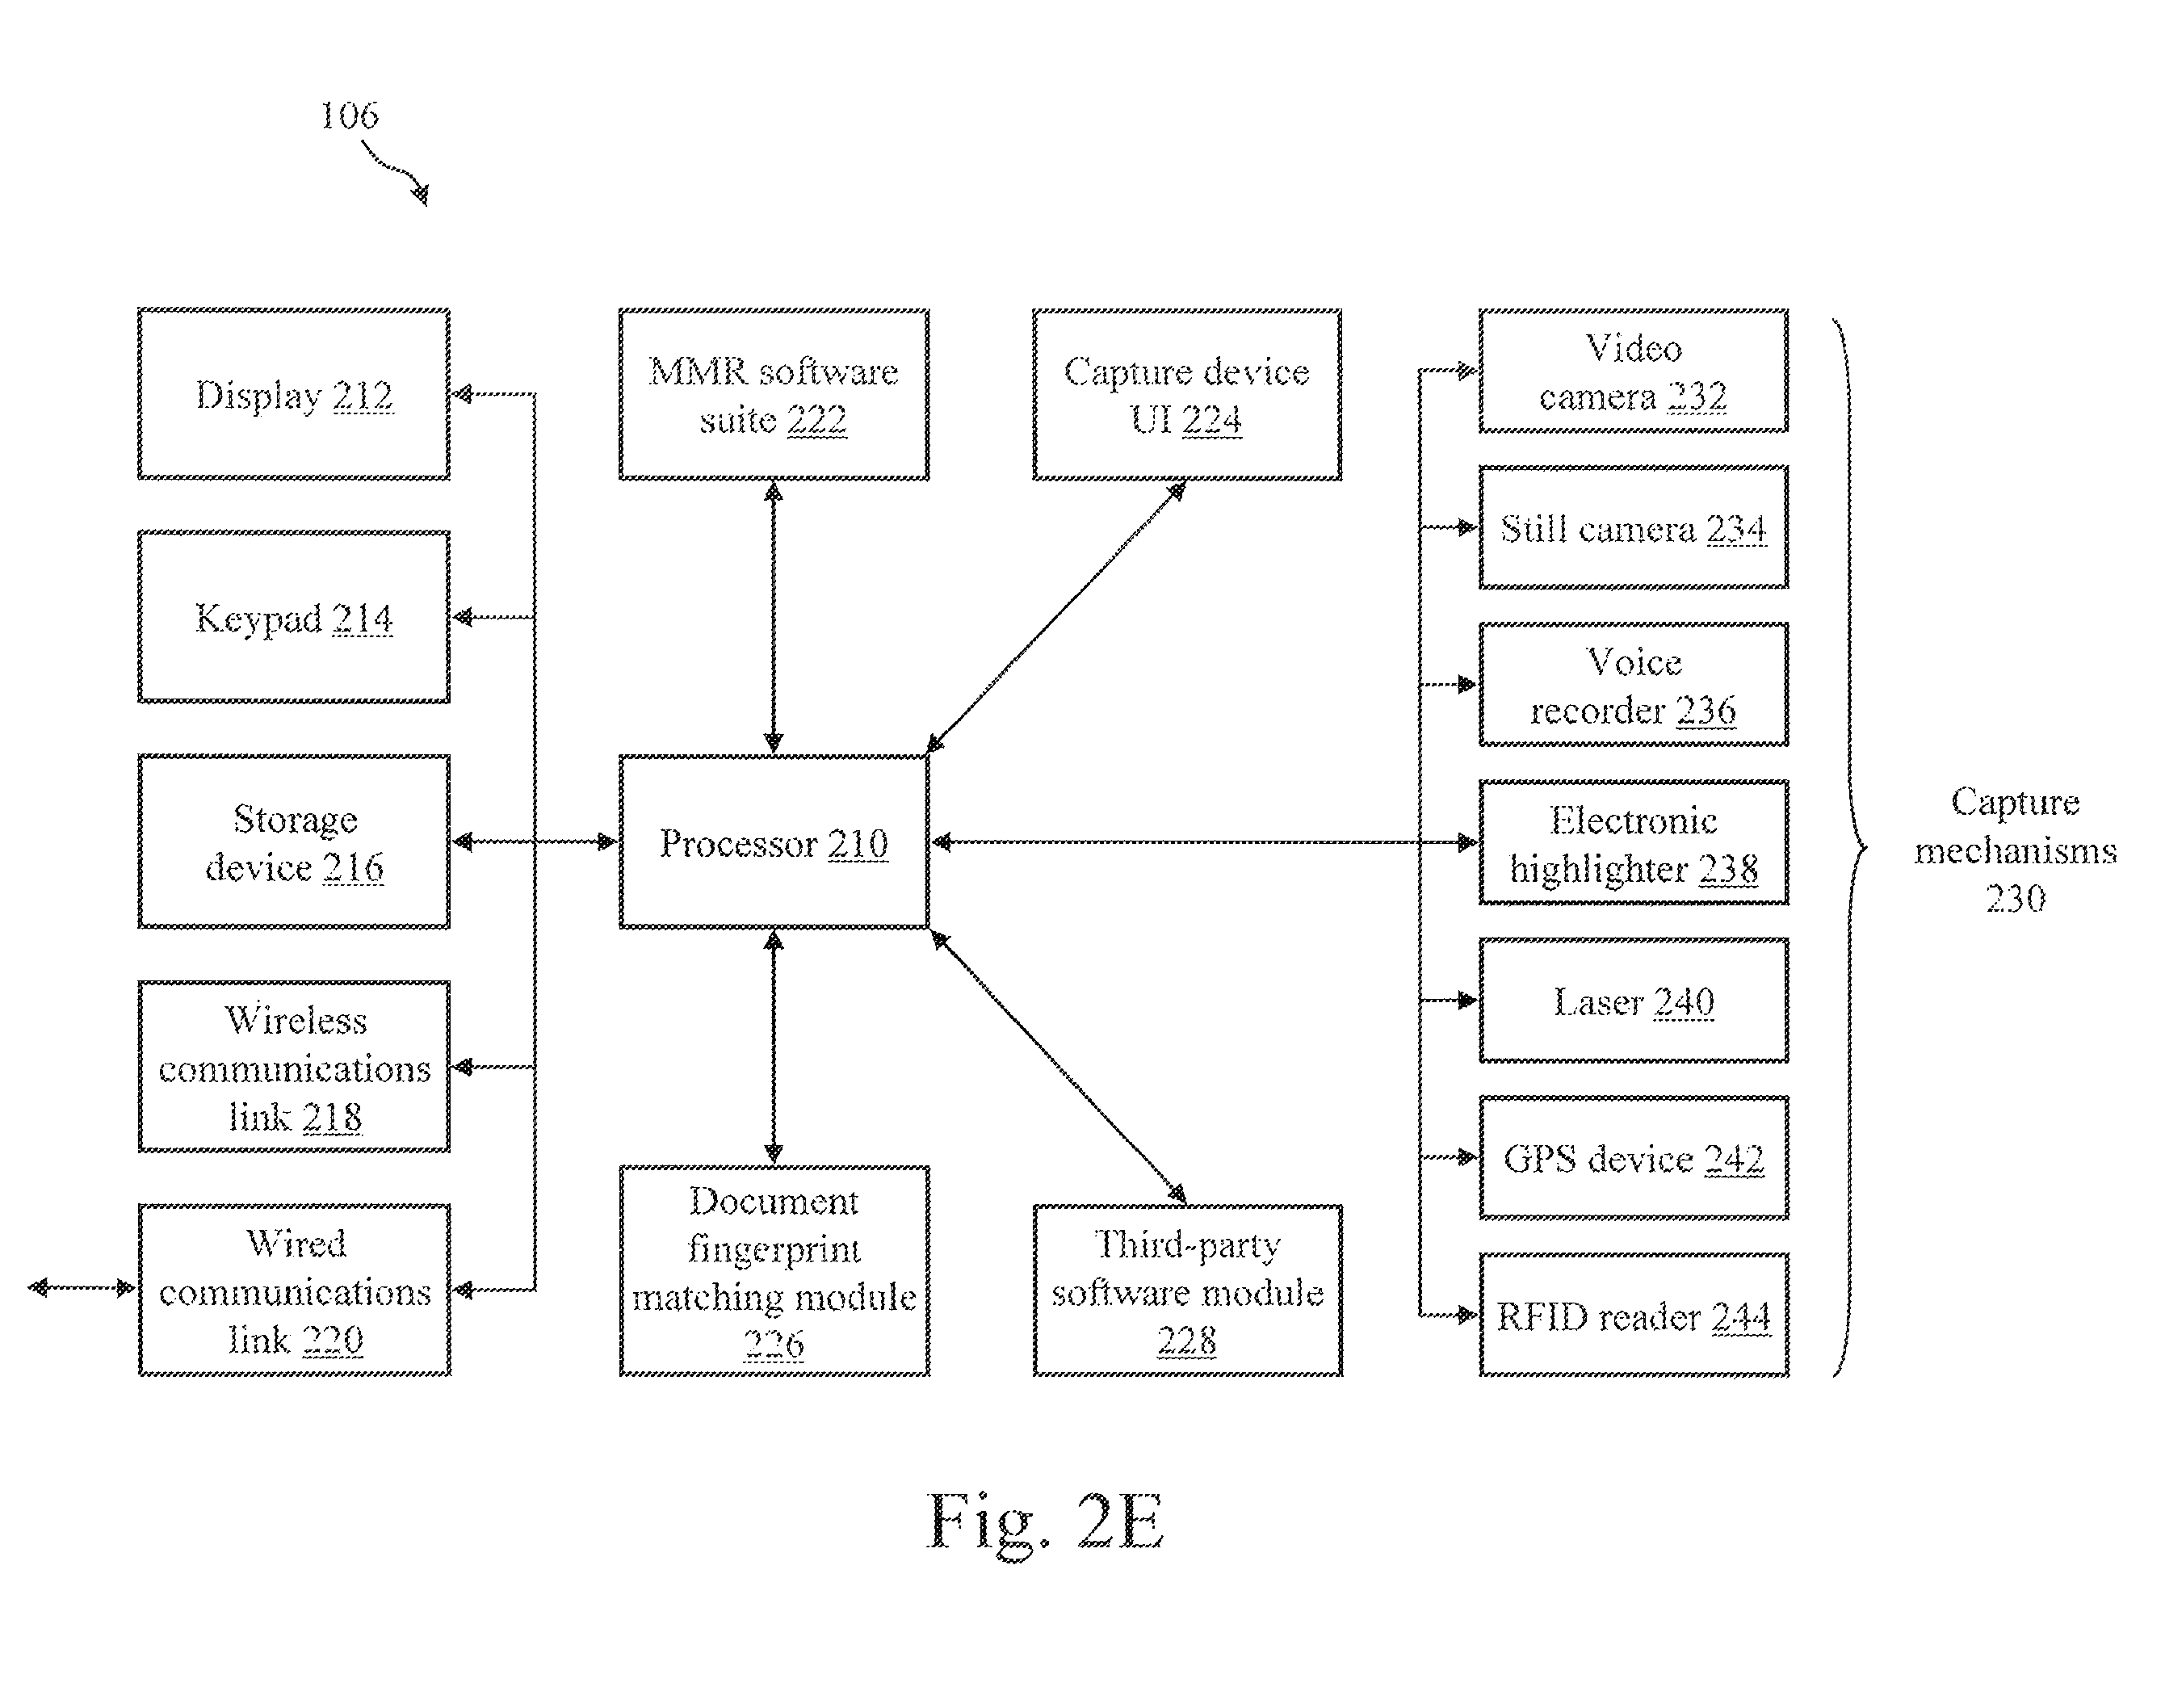 106
Display 212
Keypad 214
Storage
device 216
Wireless
communications
link 218
Wired
communications
link 220
MMR software
suite 222
Processor 210
Document
fingerprint
matching module
226
Capture device
UI 224
Third-party
software module
228
Video
camera 232
Still camera 234
Voice
recorder 236
Electronic
highlighter 238
Laser 240
GPS device 242
RFID reader 244
Capture
mechanisms
230
Fig. 2E